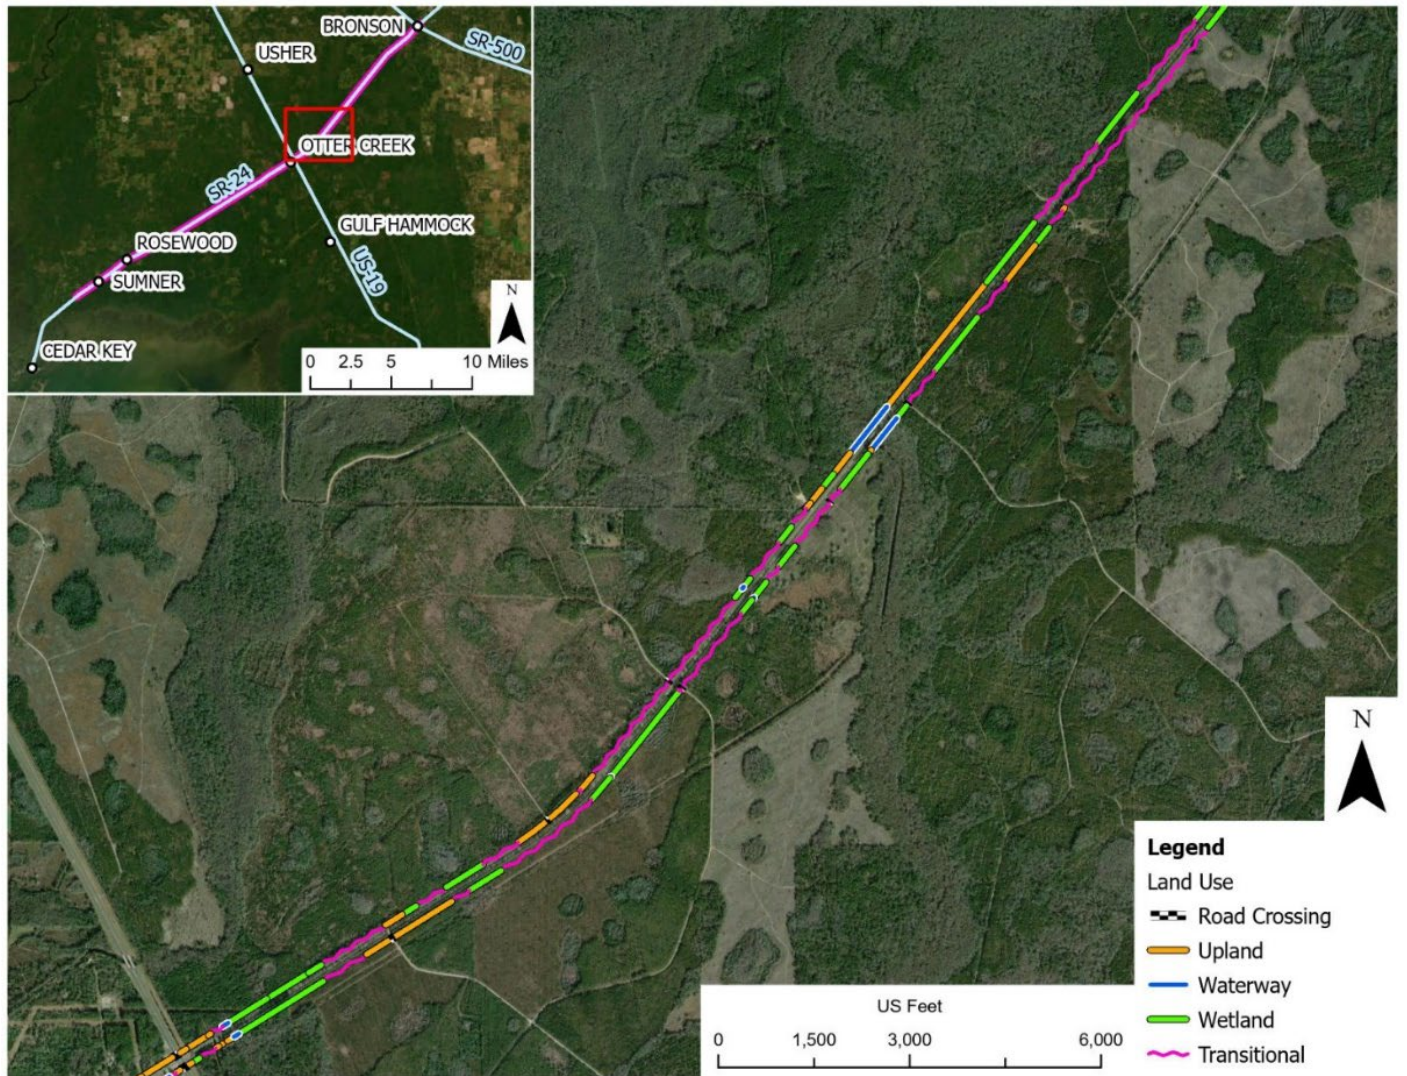 BRONSON
SR-500
USHER
OTTER CREEK
SR-24
GULF HAMMOCK
ROSEWOOD
US-19
SUMNER
N
CEDAR KEY
0 2.5 5 10 Miles
N
Legend
Land Use
Road Crossing
Upland
Waterway
Wetland
Transitional
US Feet
0 1,500 3,000 6,000